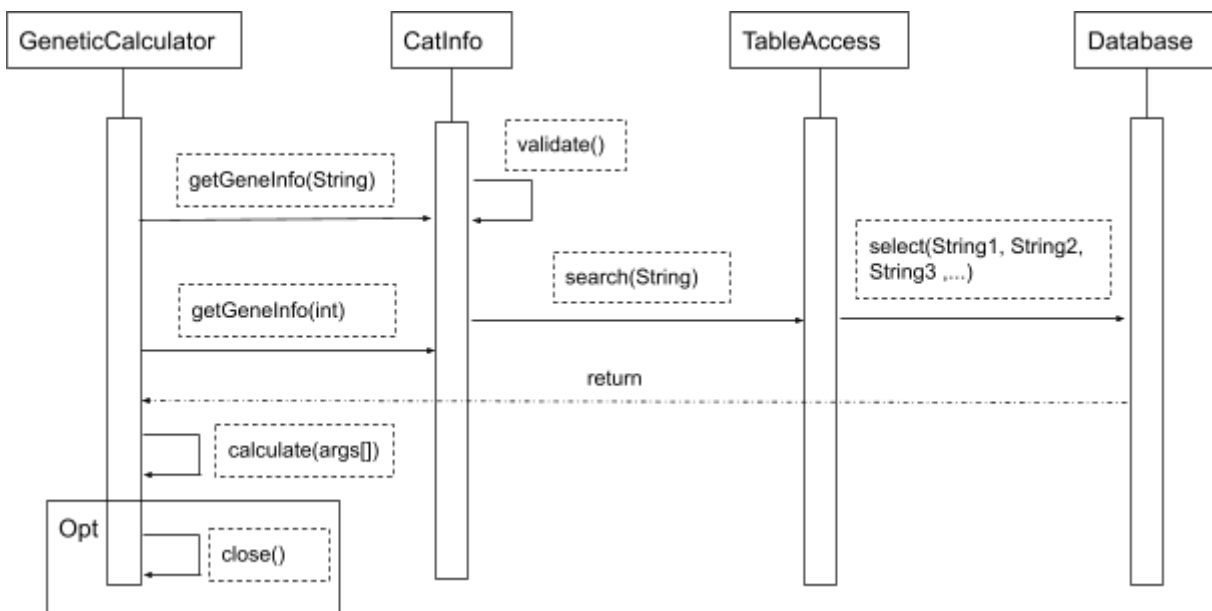 GeneticCalculator
CatInfo
TableAccess
Database
validate()
getGeneInfo(String)
select(String1, String2,
String3 ,...)
search(String)
getGeneInfo(int)
return
calculate(args[])
Opt
close()